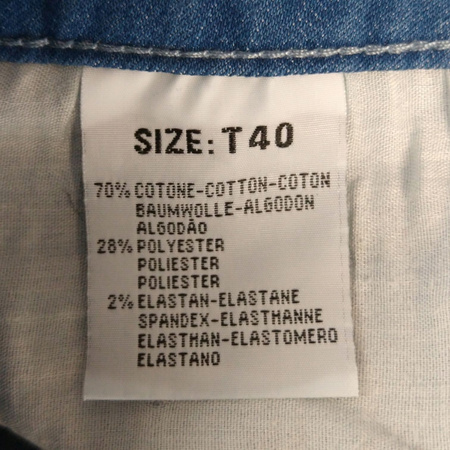 SIZE: T40
70% COTONE-COTTON-COTON
BAUMWOLLE-ALGODON
ALGODÃO
28% POLYESTER
POLIESTER
POLIESTER
2% ELASTAN-ELASTANE
SPANDEX-ELASTHANNE
ELASTHAN-ELASTOMERO
ELASTANO